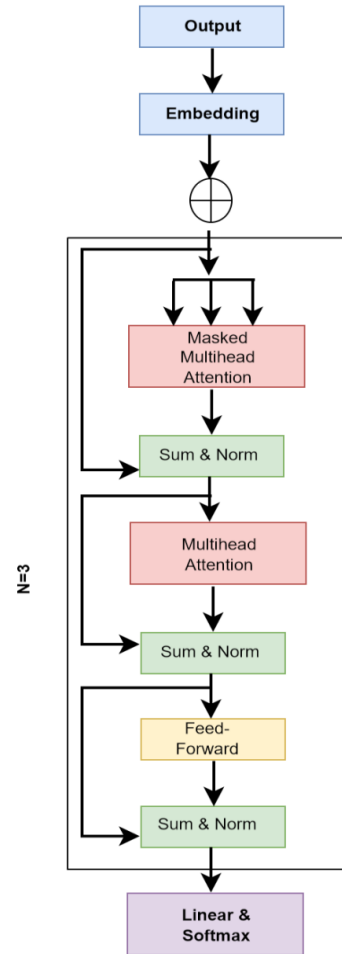 Output
Embedding
Masked
Multihead
Attention
Sum & Norm
Multihead
Attention
Sum & Norm
N=3
Feed-
Forward
Sum & Norm
Linear &
Softmax